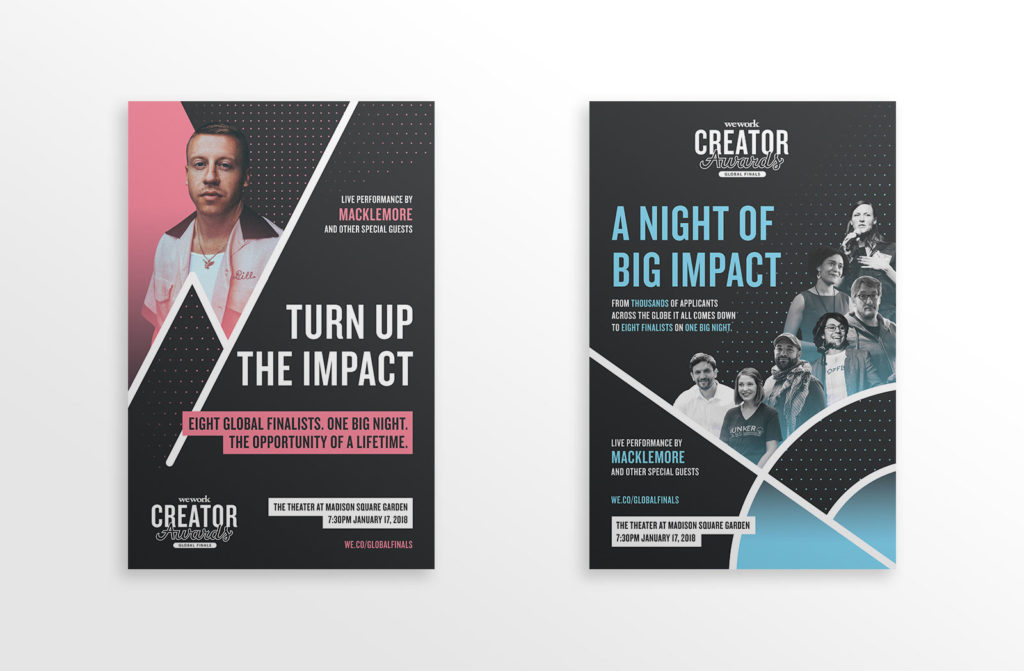 LIVE PERFORMANCE BY
MACKLEMORE
AND OTHER SPECIAL GUESTS
TURN UP
THE IMPACT
EIGHT GLOBAL FINALISTS. ONE BIG NIGHT.
THE OPPORTUNITY OF A LIFETIME.
wework
CREATOR
Awards
GLOBAL FINALS
THE THEATER AT MADISON SQUARE GARDEN
7:30PM JANUARY 17, 2018
WE.CO/GLOBALFINALS
wework
CREATOR
Awards
GLOBAL FINALS
A NIGHT OF
BIG IMPACT
FROM THOUSANDS OF APPLICANTS
ACROSS THE GLOBE IT ALL COMES DOWN
TO EIGHT FINALISTS ON ONE BIG NIGHT.
LIVE PERFORMANCE BY
MACKLEMORE
AND OTHER SPECIAL GUESTS
WE.CO/GLOBALFINALS
THE THEATER AT MADISON SQUARE GARDEN
7:30PM JANUARY 17, 2018